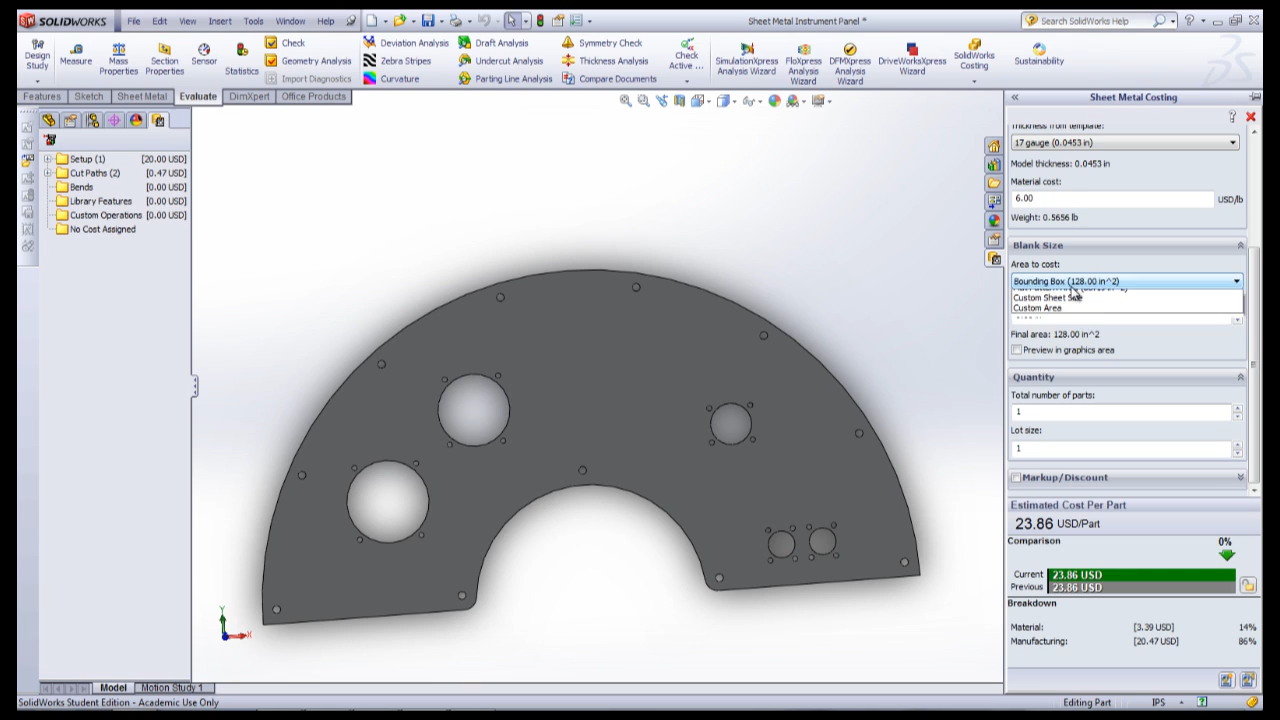 SOLIDWORKS File Edit View Insert Tools Window Help Sheet Metal Instrument Panel * Search SolidWorks Help
Design Study
Measure
Mass Properties
Section Properties
Sensor
Statistics
Check
Geometry Analysis
Import Diagnostics
Deviation Analysis
Zebra Stripes
Curvature
Draft Analysis
Undercut Analysis
Parting Line Analysis
Symmetry Check
Thickness Analysis
Compare Documents
Check Active ...
SimulationXpress Analysis Wizard
FloXpress Analysis Wizard
DFMXpress Analysis Wizard
DriveWorksXpress Wizard
SolidWorks Costing
Sustainability
Features Sketch Sheet Metal Evaluate DimXpert Office Products
Setup (1) [20.00 USD]
Cut Paths (2) [0.47 USD]
Bends [0.00 USD]
Library Features [0.00 USD]
Custom Operations [0.00 USD]
No Cost Assigned
Y
X
Sheet Metal Costing
Thickness from template:
17 gauge (0.0453 in)
Model thickness: 0.0453 in
Material cost:
6.00 USD/lb
Weight: 0.5656 lb
Blank Size
Area to cost:
Bounding Box (128.00 in^2)
Custom Sheet Size
Custom Area
Final area: 128.00 in^2
Preview in graphics area
Quantity
Total number of parts:
1
Lot size:
1
Markup/Discount
Estimated Cost Per Part
23.86 USD/Part
Comparison 0%
Current 23.86 USD
Previous 23.86 USD
Breakdown
Material: [3.39 USD] 14%
Manufacturing: [20.47 USD] 86%
Model Motion Study 1
SolidWorks Student Edition - Academic Use Only Editing Part IPS